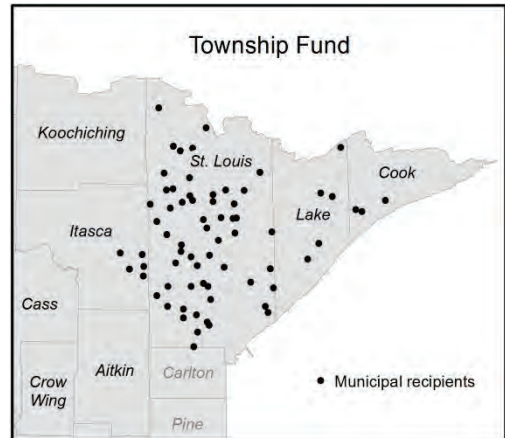 Township Fund
Koochiching
St. Louis
Cook
Lake
Itasca
Cass
Crow
Wing
Aitkin
Carlton
Pine
Municipal recipients